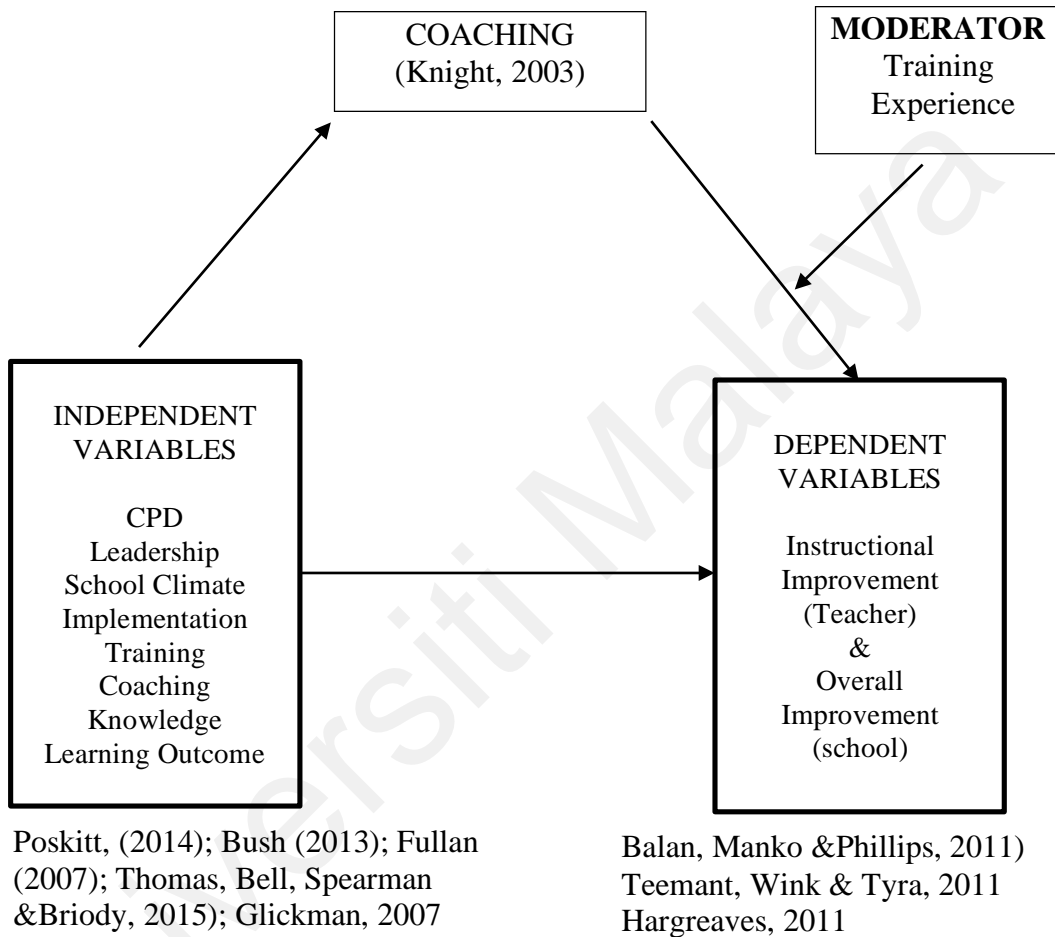 COACHING
(Knight, 2003)
MODERATOR
Training
Experience
INDEPENDENT
VARIABLES
CPD
Leadership
School Climate
Implementation
Training
Coaching
Knowledge
Learning Outcome
DEPENDENT
VARIABLES
Instructional
Improvement
(Teacher)
&
Overall
Improvement
(school)
Poskitt, (2014); Bush (2013); Fullan
(2007); Thomas, Bell, Spearman
&Briody, 2015); Glickman, 2007
Balan, Manko &Phillips, 2011)
Teemant, Wink & Tyra, 2011
Hargreaves, 2011
versiti Malaya